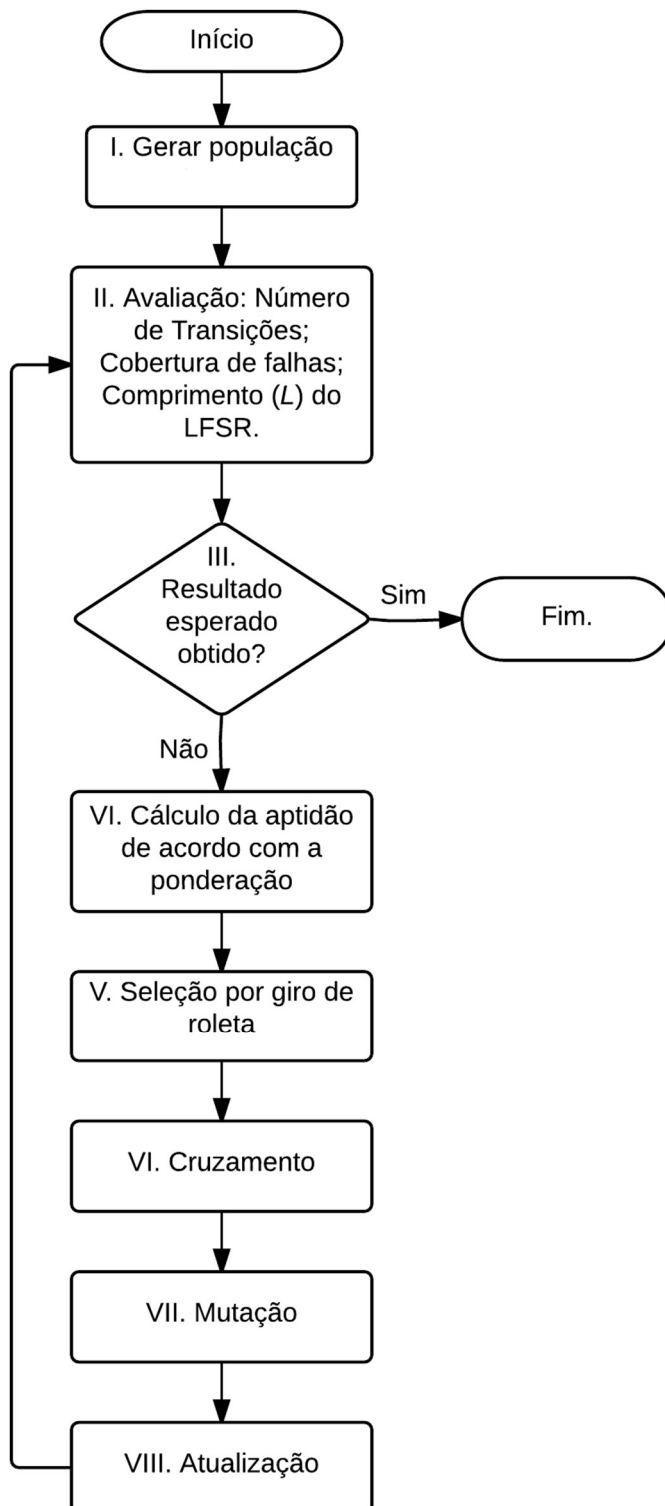 Início
I. Gerar população
II. Avaliação: Número
de Transições;
Cobertura de falhas;
Comprimento (L) do
LFSR.
III.
Resultado
esperado
obtido?
Sim
Fim.
Não
VI. Cálculo da aptidão
de acordo com a
ponderação
V. Seleção por giro de
roleta
VI. Cruzamento
VII. Mutação
VIII. Atualização